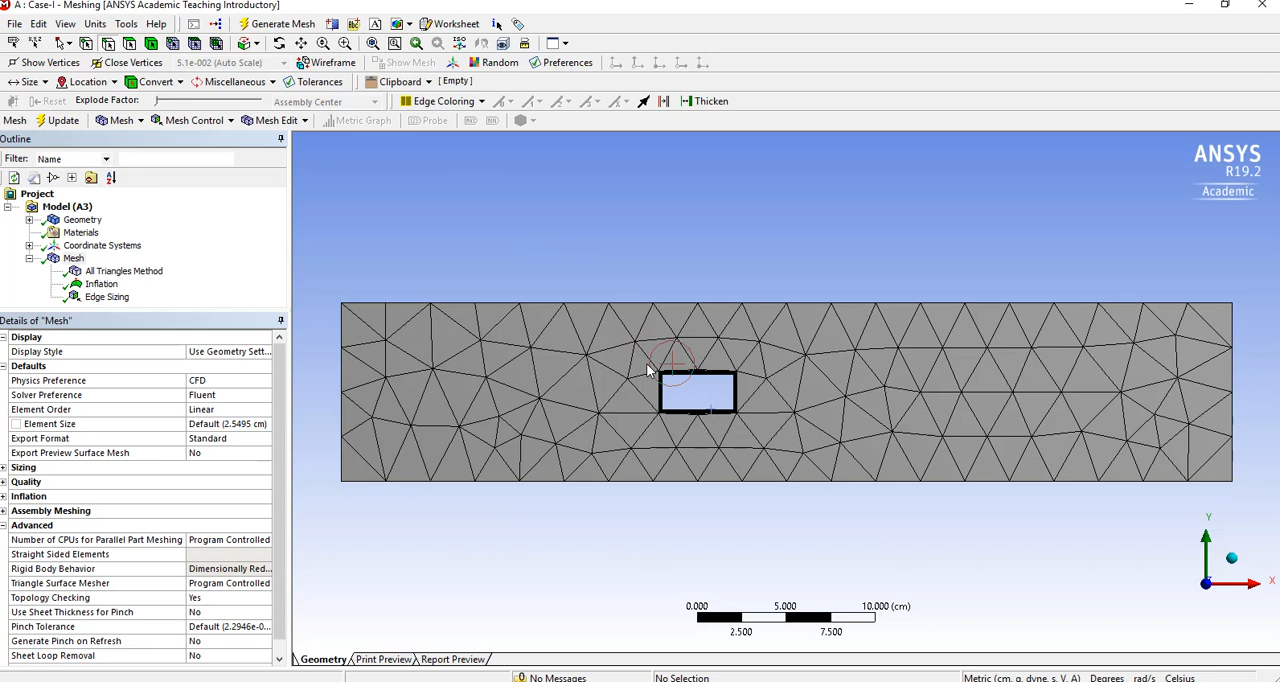 A : Case-I - Meshing [ANSYS Academic Teaching Introductory]
File Edit View Units Tools Help Generate Mesh Worksheet
Show Vertices Close Vertices 5.1e-002 (Auto Scale) Wireframe Show Mesh Random Preferences
Size Location Convert Miscellaneous Tolerances Clipboard [Empty]
Reset Explode Factor: Assembly Center Edge Coloring Thicken
Mesh Update Mesh Mesh Control Mesh Edit Metric Graph Probe
Outline
Filter: Name
Project
Model (A3)
Geometry
Materials
Coordinate Systems
Mesh
All Triangles Method
Inflation
Edge Sizing
Details of "Mesh"
Display
Display Style Use Geometry Sett...
Defaults
Physics Preference CFD
Solver Preference Fluent
Element Order Linear
Element Size Default (2.5495 cm)
Export Format Standard
Export Preview Surface Mesh No
Sizing
Quality
Inflation
Assembly Meshing
Advanced
Number of CPUs for Parallel Part Meshing Program Controlled
Straight Sided Elements
Rigid Body Behavior Dimensionally Red...
Triangle Surface Mesher Program Controlled
Topology Checking Yes
Use Sheet Thickness for Pinch No
Pinch Tolerance Default (2.2946e-0...
Generate Pinch on Refresh No
Sheet Loop Removal No
ANSYS
R19.2
Academic
Y
X
0.000 5.000 10.000 (cm)
2.500 7.500
Geometry Print Preview Report Preview
No Messages No Selection Metric (cm, g, dyne, s, V, A) Degrees rad/s Celsius